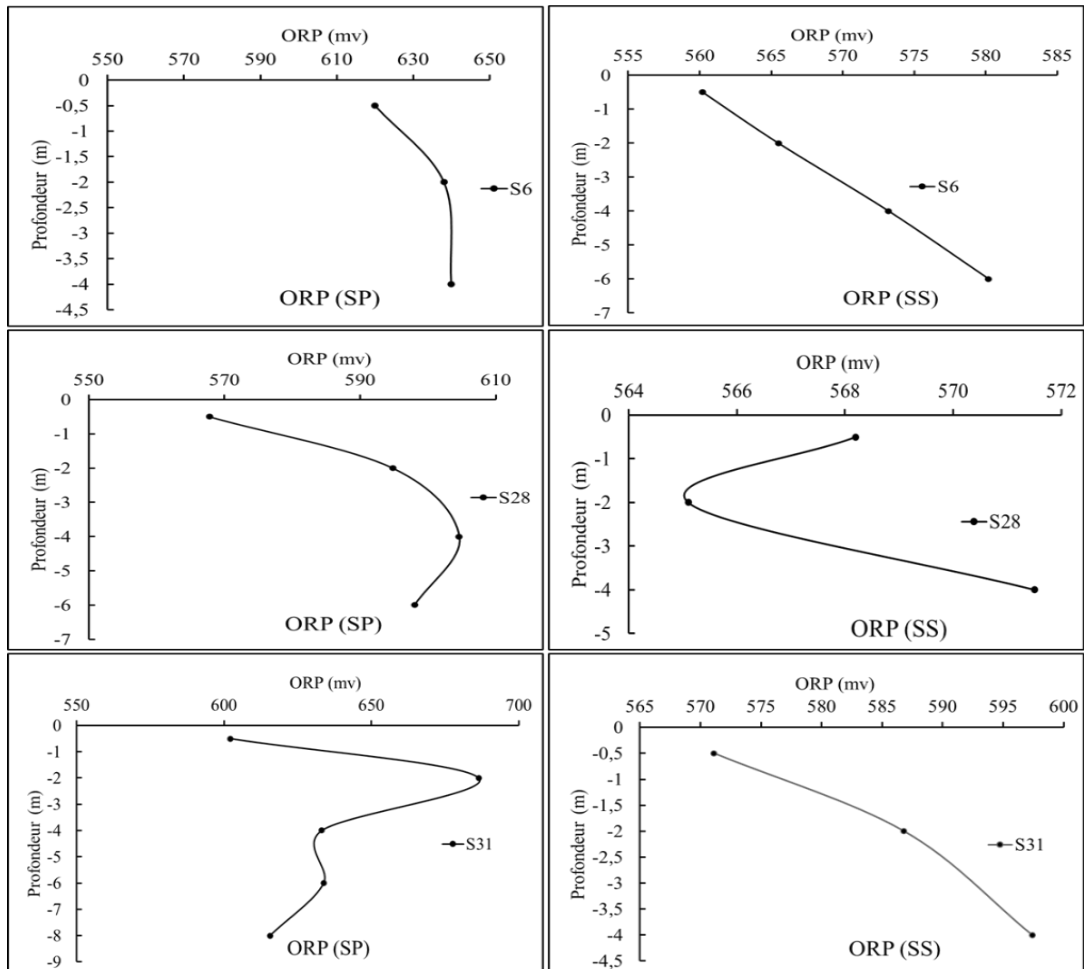 ORP (mv)
550 570 590 610 630 650
0
-0,5
-1
-1,5
-2
-2,5
-3
-3,5
-4
-4,5
Profondeur (m)
S6
ORP (SP)
ORP (mv)
555 560 565 570 575 580 585
0
-1
-2
-3
-4
-5
-6
-7
Profondeur (m)
S6
ORP (SS)
ORP (mv)
550 570 590 610
0
-1
-2
-3
-4
-5
-6
-7
Profondeur (m)
S28
ORP (SP)
ORP (mv)
564 566 568 570 572
0
-1
-2
-3
-4
-5
Profondeur (m)
S28
ORP (SS)
ORP (mv)
550 600 650 700
0
-1
-2
-3
-4
-5
-6
-7
-8
-9
Profondeur (m)
S31
ORP (SP)
ORP (mv)
565 570 575 580 585 590 595 600
0
-0,5
-1
-1,5
-2
-2,5
-3
-3,5
-4
-4,5
Profondeur (m)
S31
ORP (SS)